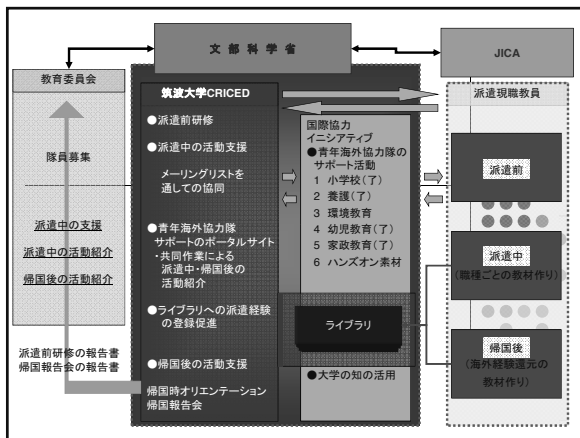 文部科学省
JICA
教育委員会
隊員募集
派遣中の支援
派遣中の活動紹介
帰国後の活動紹介
派遣前研修の報告書
帰国報告会の報告書
筑波大学CRICED
●派遣前研修
●派遣中の活動支援
メーリングリストを
通しての協同
●青年海外協力隊
サポートのポータルサイト
・共同作業による
派遣中・帰国後の
活動紹介
●ライブラリへの派遣経験
の登録促進
●帰国後の活動支援
帰国時オリエンテーション
帰国報告会
国際協力
イニシアティブ
●青年海外協力隊の
サポート活動
1 小学校(了)
2 養護(了)
3 環境教育
4 幼児教育(了)
5 家政教育(了)
6 ハンズオン素材
ライブラリ
●大学の知の活用
派遣現職教員
派遣前
派遣中
(職種ごとの教材作り)
帰国後
(海外経験還元の
教材作り)